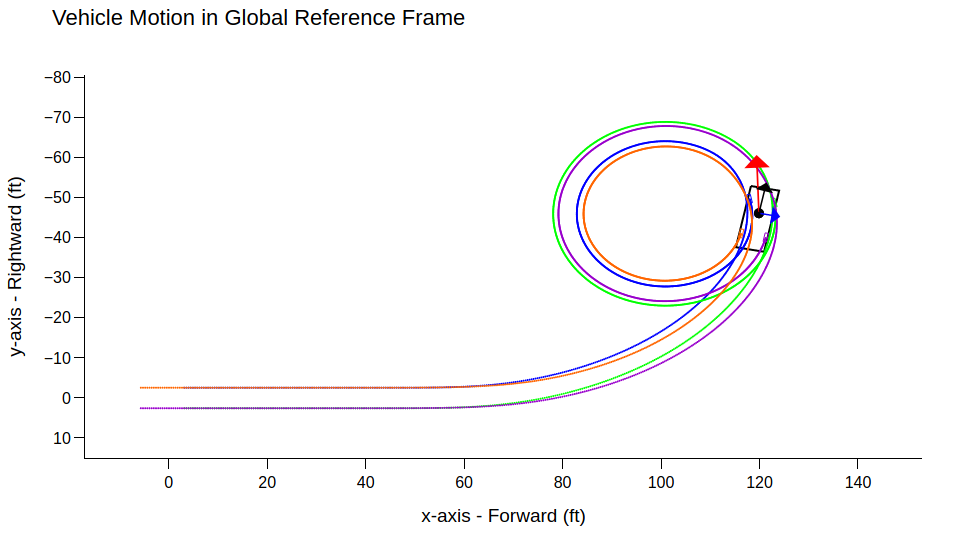 Vehicle Motion in Global Reference Frame
−80
−70
−60
−50
−40
−30
−20
−10
0
10
y-axis - Rightward (ft)
0 20 40 60 80 100 120 140
x-axis - Forward (ft)